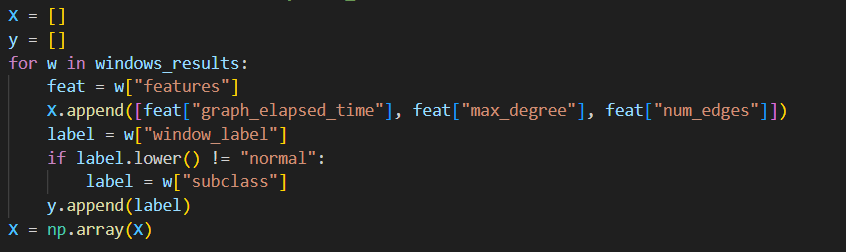 X = []
y = []
for w in windows_results:
    feat = w["features"]
    X.append([feat["graph_elapsed_time"], feat["max_degree"], feat["num_edges"]])
    label = w["window_label"]
    if label.lower() != "normal":
        label = w["subclass"]
    y.append(label)
X = np.array(X)